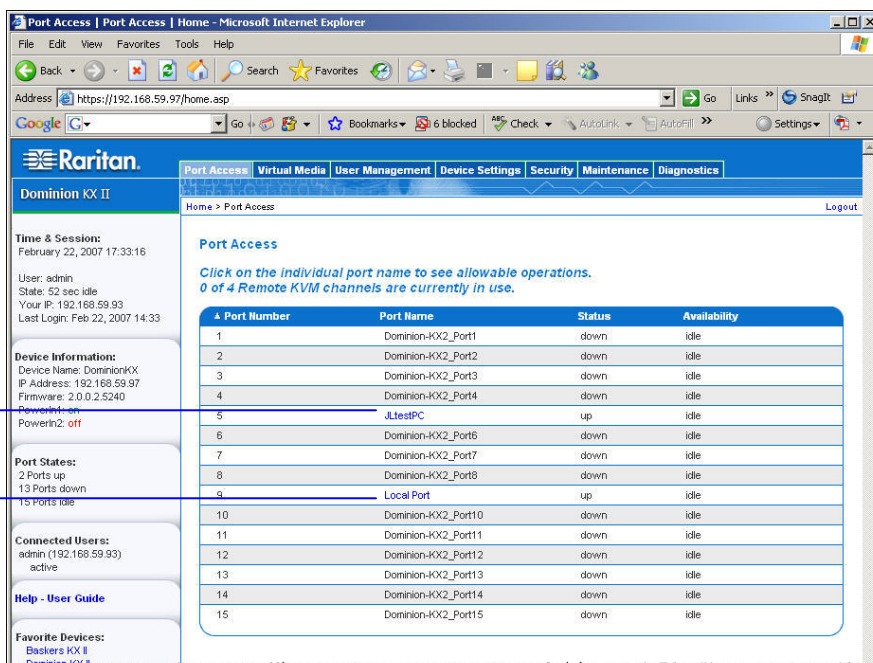 Port Access | Port Access | Home - Microsoft Internet Explorer
File Edit View Favorites Tools Help
Back Search Favorites
Address https://192.168.59.97/home.asp Go Links » SnagIt
Google G Go Bookmarks 6 blocked ABC Check AutoLink AutoFill » Settings
Raritan.
Dominion KX II
Port Access Virtual Media User Management Device Settings Security Maintenance Diagnostics
Home > Port Access Logout
Time & Session:
February 22, 2007 17:33:16
User: admin
State: 52 sec idle
Your IP: 192.168.59.93
Last Login: Feb 22, 2007 14:33
Device Information:
Device Name: DominionKX
IP Address: 192.168.59.97
Firmware: 2.0.0.2.5240
PowerIn1: on
PowerIn2: off
Port States:
2 Ports up
13 Ports down
15 Ports idle
Connected Users:
admin (192.168.59.93)
active
Help - User Guide
Favorite Devices:
Baskers KX II
Dominion KX II
Port Access
Click on the individual port name to see allowable operations.
0 of 4 Remote KVM channels are currently in use.
▲ Port Number Port Name Status Availability
1 Dominion-KX2_Port1 down idle
2 Dominion-KX2_Port2 down idle
3 Dominion-KX2_Port3 down idle
4 Dominion-KX2_Port4 down idle
5 JLtestPC up idle
6 Dominion-KX2_Port6 down idle
7 Dominion-KX2_Port7 down idle
8 Dominion-KX2_Port8 down idle
9 Local Port up idle
10 Dominion-KX2_Port10 down idle
11 Dominion-KX2_Port11 down idle
12 Dominion-KX2_Port12 down idle
13 Dominion-KX2_Port13 down idle
14 Dominion-KX2_Port14 down idle
15 Dominion-KX2_Port15 down idle